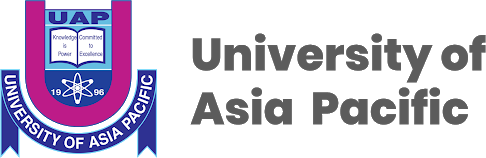 UAP
Knowledge is Power
Committed to Excellence
19 96
UNIVERSITY OF ASIA PACIFIC
University of
Asia Pacific